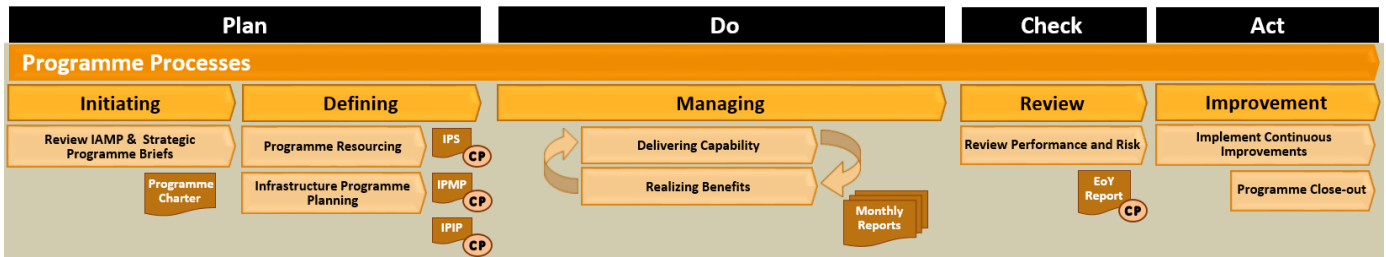 Plan
Do
Check
Act
Programme Processes
Initiating
Defining
Managing
Review
Improvement
Review IAMP & Strategic
Programme Briefs
Programme
Charter
Programme Resourcing
Infrastructure Programme
Planning
IPS
CP
IPMP
CP
IPIP
CP
Delivering Capability
Realizing Benefits
Monthly
Reports
Review Performance and Risk
EoY
Report
CP
Implement Continuous
Improvements
Programme Close-out